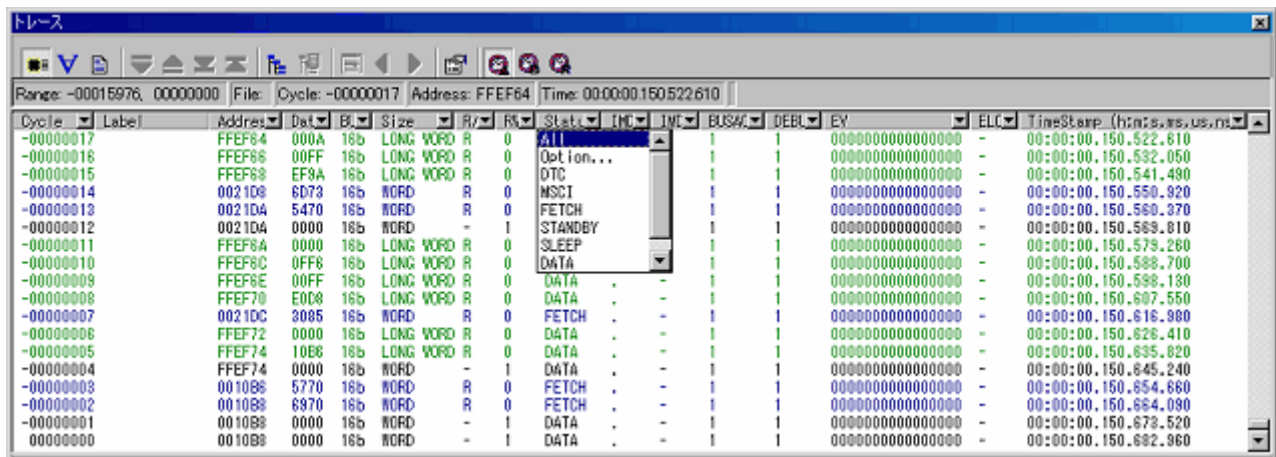 トレース
Range: -00015976, 00000000 File: Cycle: -00000017 Address: FFEF64 Time: 00:00:00.150.522.610
Cycle Label Addres Dat B Size R/ R% Statu IMD IMI BUSAC DEBL EV ELC TimeStamp (h:m:s.ms.us.ns
-00000017 FFEF64 000A 16b LONG WORD R 0 All 1 1 0000000000000000 - 00:00:00.150.522.610
-00000016 FFEF66 00FF 16b LONG WORD R 0 Option... 1 1 0000000000000000 - 00:00:00.150.532.050
-00000015 FFEF68 EF9A 16b LONG WORD R 0 DTC 1 1 0000000000000000 - 00:00:00.150.541.490
-00000014 0021D8 6D73 16b WORD R 0 MSCI 1 1 0000000000000000 - 00:00:00.150.550.920
-00000013 0021DA 5470 16b WORD R 0 FETCH 1 1 0000000000000000 - 00:00:00.150.560.370
-00000012 0021DA 0000 16b WORD - 1 STANDBY 1 1 0000000000000000 - 00:00:00.150.569.810
-00000011 FFEF6A 0000 16b LONG WORD R 0 SLEEP 1 1 0000000000000000 - 00:00:00.150.579.260
-00000010 FFEF6C 0FF6 16b LONG WORD R 0 DATA 1 1 0000000000000000 - 00:00:00.150.588.700
-00000009 FFEF6E 00FF 16b LONG WORD R 0 DATA . - 1 1 0000000000000000 - 00:00:00.150.598.130
-00000008 FFEF70 E0D8 16b LONG WORD R 0 DATA . - 1 1 0000000000000000 - 00:00:00.150.607.550
-00000007 0021DC 3085 16b WORD R 0 FETCH . - 1 1 0000000000000000 - 00:00:00.150.616.980
-00000006 FFEF72 0000 16b LONG WORD R 0 DATA . - 1 1 0000000000000000 - 00:00:00.150.626.410
-00000005 FFEF74 10B6 16b LONG WORD R 0 DATA . - 1 1 0000000000000000 - 00:00:00.150.635.820
-00000004 FFEF74 0000 16b WORD - 1 DATA . - 1 1 0000000000000000 - 00:00:00.150.645.240
-00000003 0010B6 5770 16b WORD R 0 FETCH . - 1 1 0000000000000000 - 00:00:00.150.654.660
-00000002 0010B8 6970 16b WORD R 0 FETCH . - 1 1 0000000000000000 - 00:00:00.150.664.090
-00000001 0010B8 0000 16b WORD - 1 DATA . - 1 1 0000000000000000 - 00:00:00.150.673.520
00000000 0010B8 0000 16b WORD - 1 DATA . - 1 1 0000000000000000 - 00:00:00.150.682.960